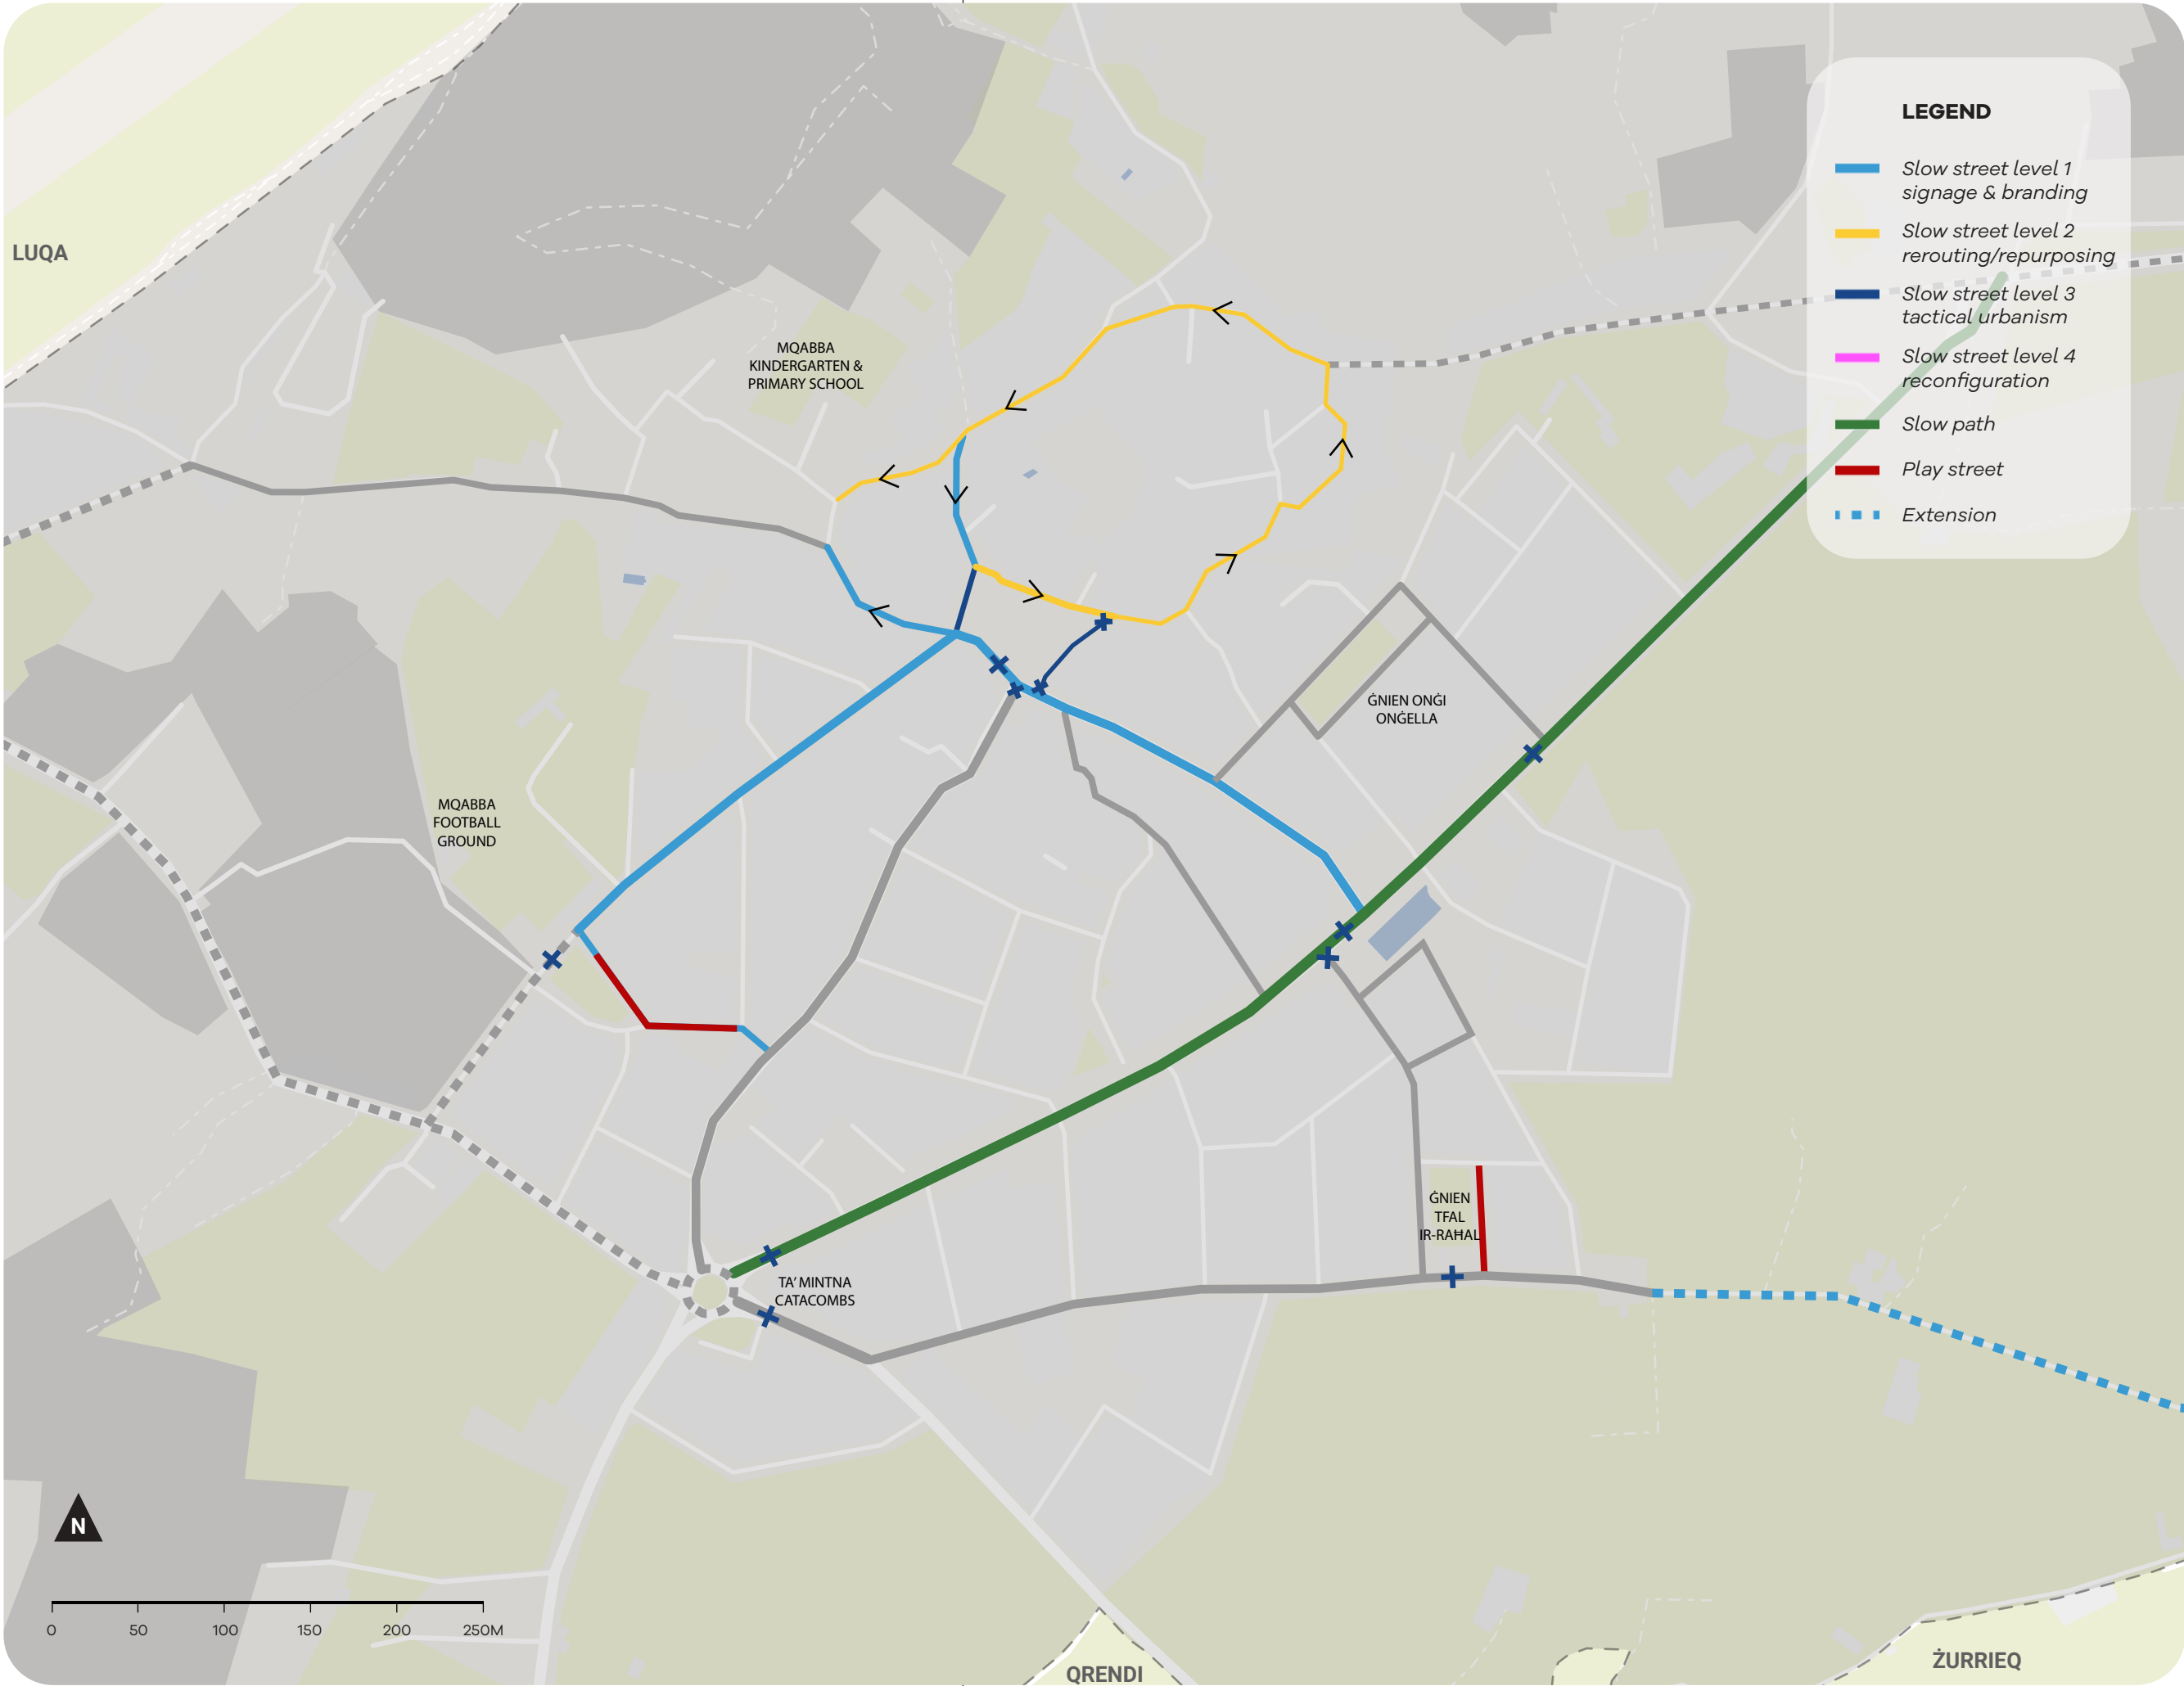 LEGEND
Slow street level 1
signage & branding
Slow street level 2
rerouting/repurposing
Slow street level 3
tactical urbanism
Slow street level 4
reconfiguration
Slow path
Play street
Extension
LUQA
MQABBA
KINDERGARTEN &
PRIMARY SCHOOL
ĠNIEN ONĠI
ONĠELLA
MQABBA
FOOTBALL
GROUND
ĠNIEN
TFAL
IR-RAĦAL
TA’ MINTNA
CATACOMBS
N
0 50 100 150 200 250M
QRENDI
ŻURRIEQ